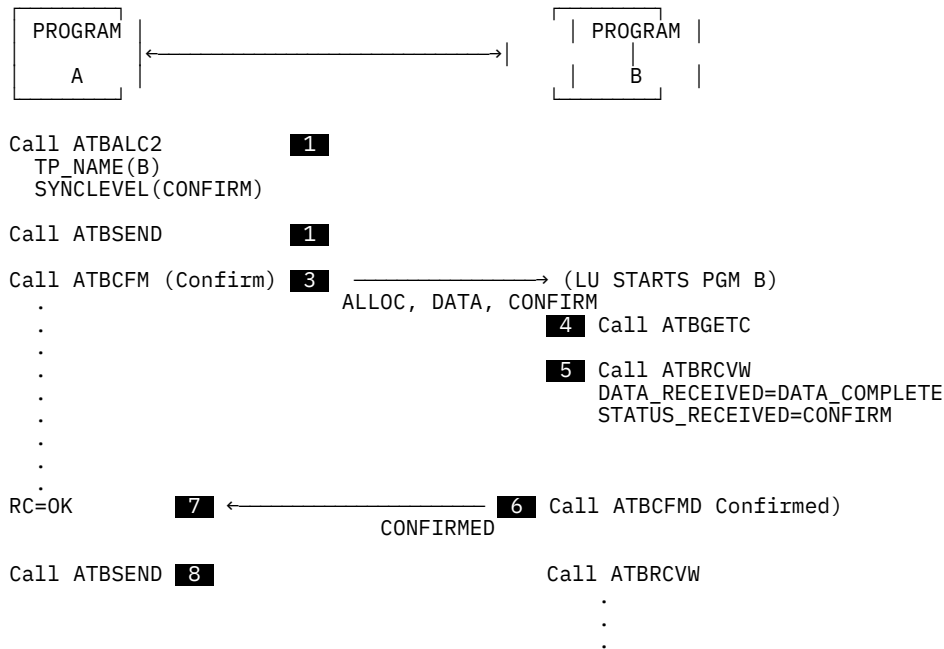 PROGRAM PROGRAM
A B
Call ATBALC2 1
TP_NAME(B)
SYNCLEVEL(CONFIRM)
Call ATBSEND 1
Call ATBCFM (Confirm) 3 (LU STARTS PGM B)
ALLOC, DATA, CONFIRM
. 4 Call ATBGETC
.
. 5 Call ATBRCVW
. DATA_RECEIVED=DATA_COMPLETE
. STATUS_RECEIVED=CONFIRM
.
.
.
RC=OK 7 6 Call ATBCFMD Confirmed)
CONFIRMED
Call ATBSEND 8 Call ATBRCVW
.
.
.